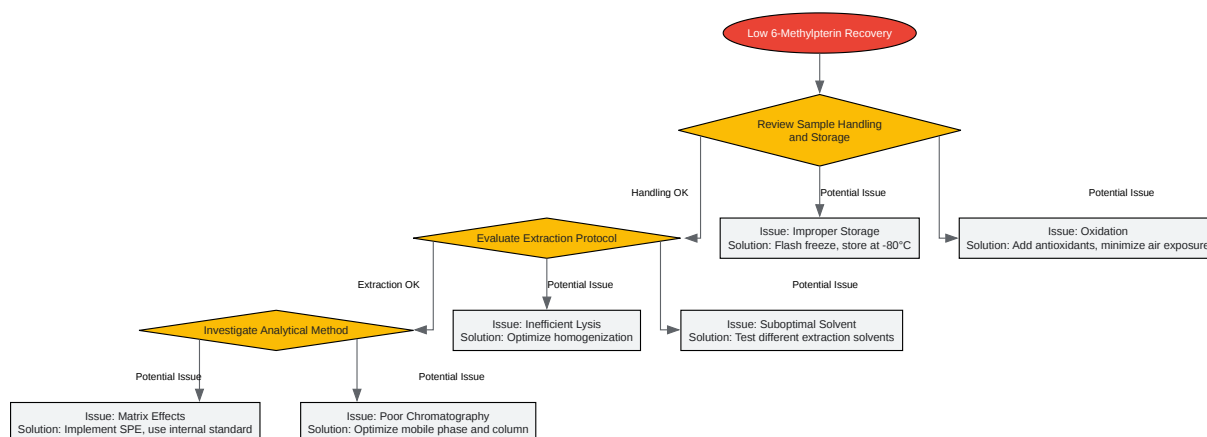 Low 6-Methylpterin Recovery
Review Sample Handling
and Storage
Handling OK
Potential Issue
Potential Issue
Evaluate Extraction Protocol
Issue: Improper Storage
Solution: Flash freeze, store at -80°C
Issue: Oxidation
Solution: Add antioxidants, minimize air exposure
Extraction OK
Potential Issue
Potential Issue
Investigate Analytical Method
Issue: Inefficient Lysis
Solution: Optimize homogenization
Issue: Suboptimal Solvent
Solution: Test different extraction solvents
Potential Issue
Potential Issue
Issue: Matrix Effects
Solution: Implement SPE, use internal standard
Issue: Poor Chromatography
Solution: Optimize mobile phase and column